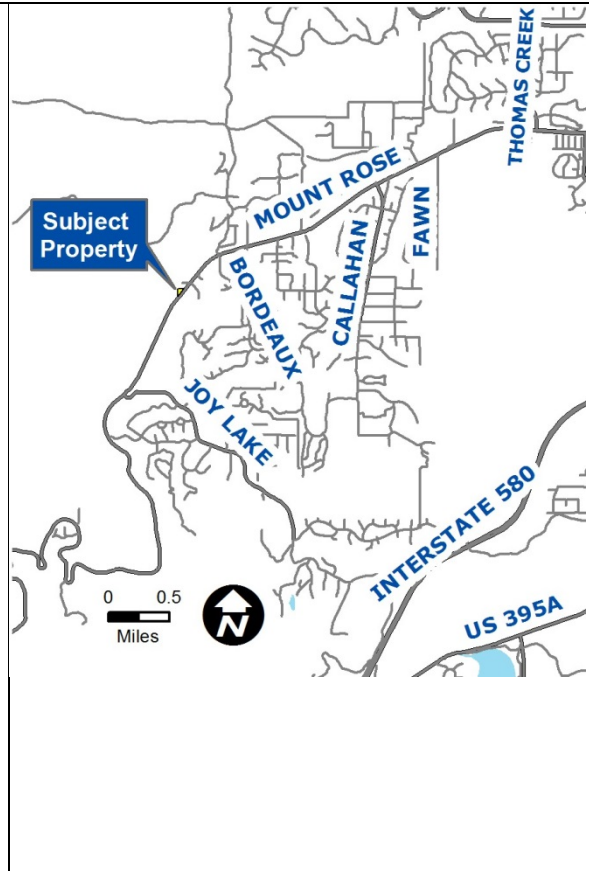 THOMAS CREEK
MOUNT ROSE
Subject
Property
FAWN
CALLAHAN
BORDEAUX
JOY LAKE
INTERSTATE 580
0 0.5
Miles
N
US 395A